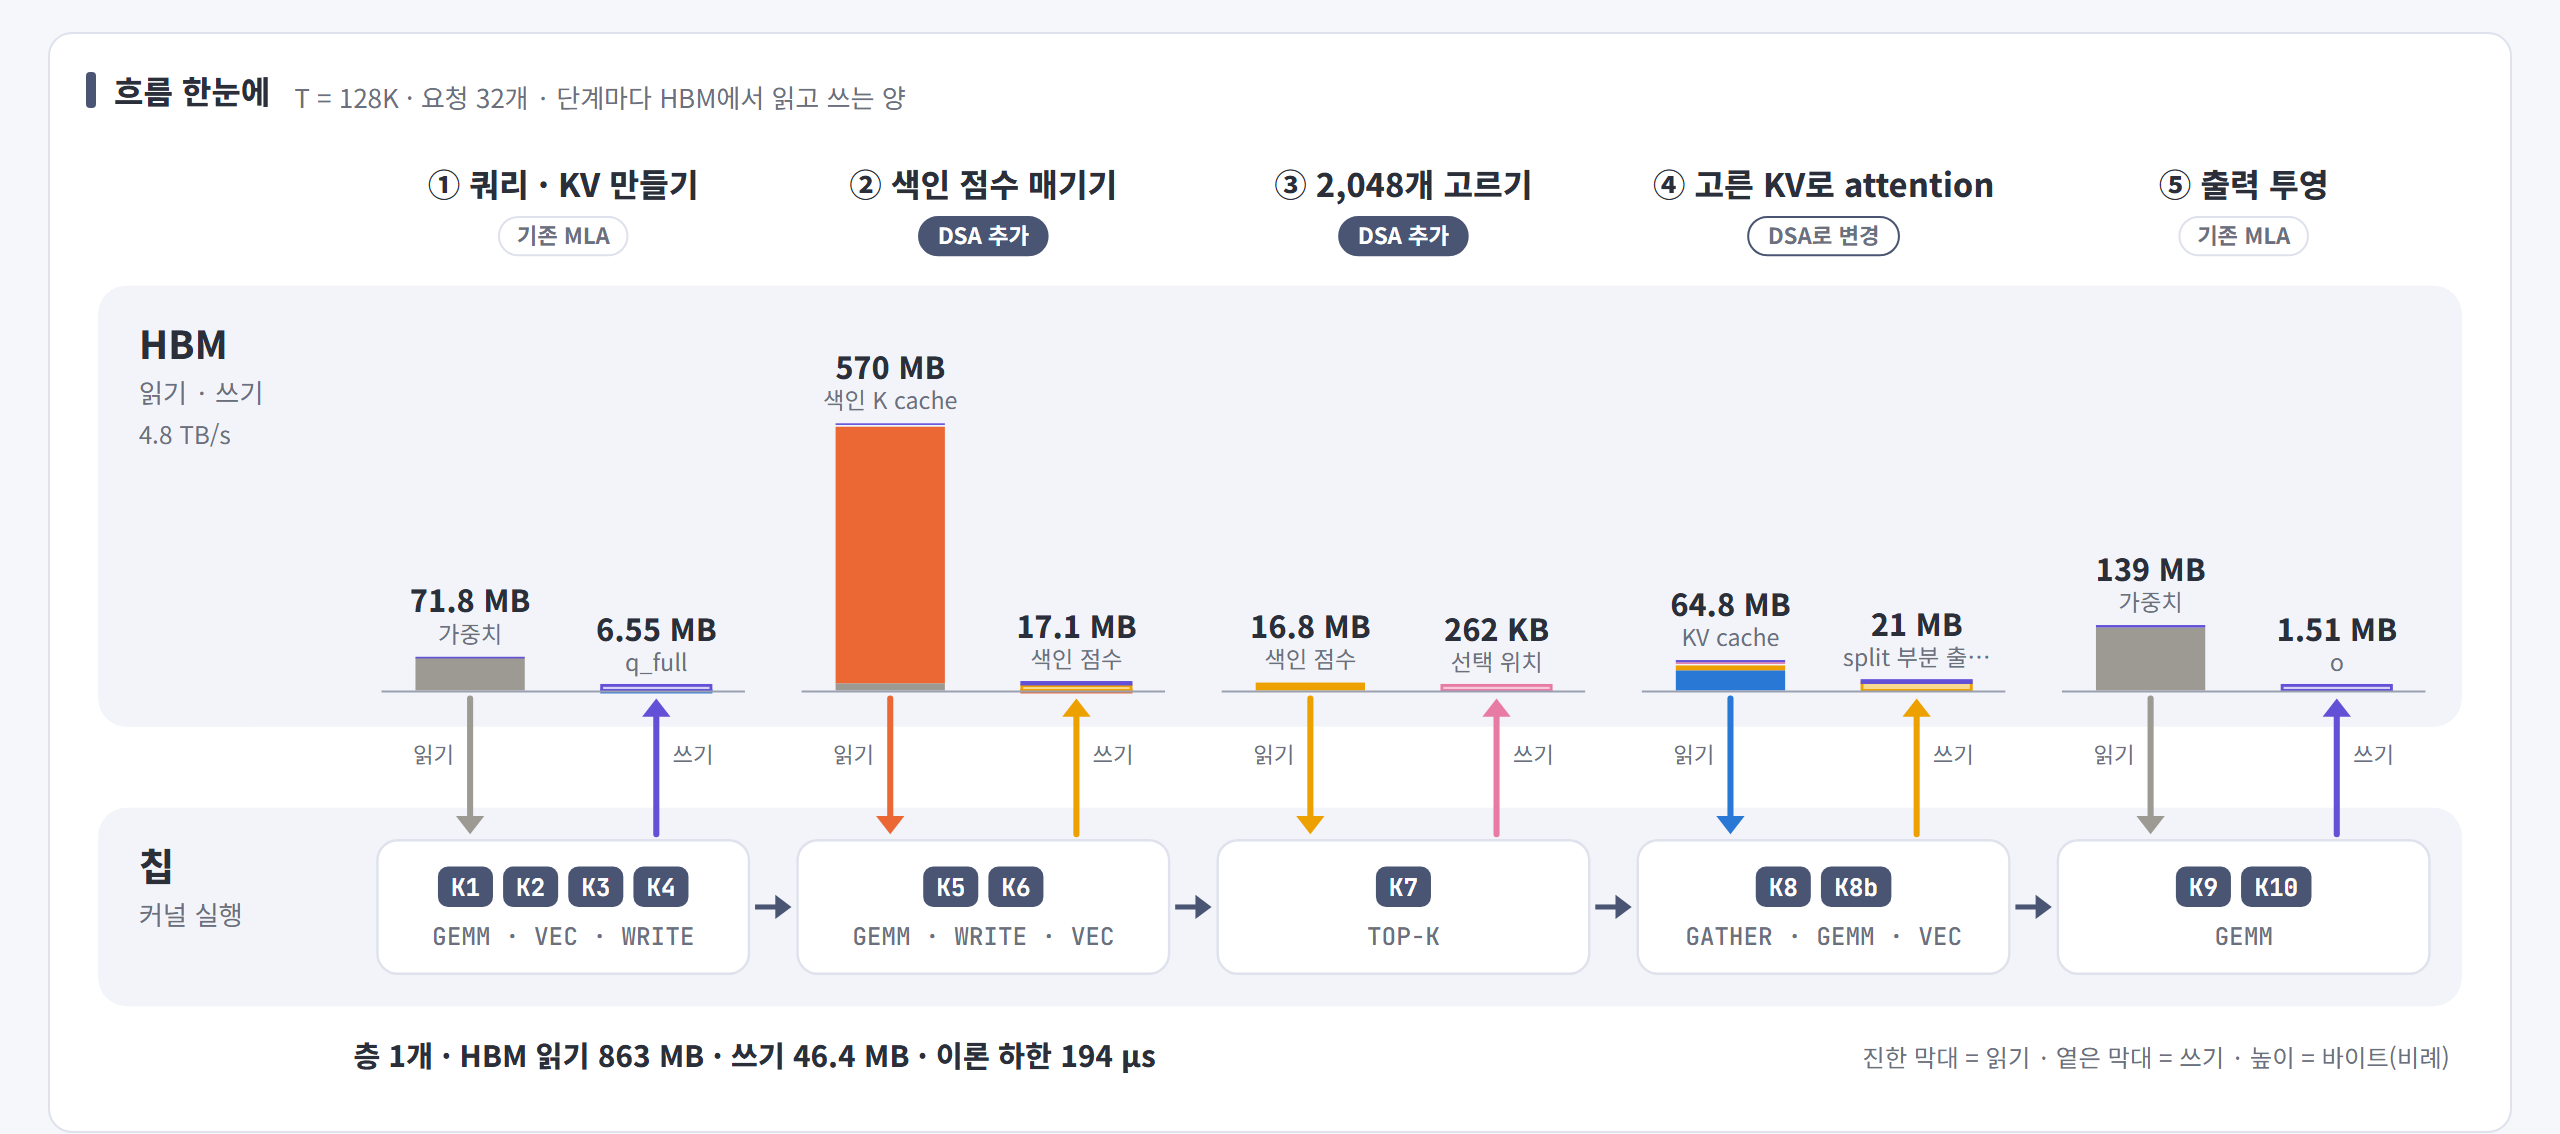 흐름 한눈에 T = 128K · 요청 32개 · 단계마다 HBM에서 읽고 쓰는 양
① 쿼리 · KV 만들기
기존 MLA
② 색인 점수 매기기
DSA 추가
③ 2,048개 고르기
DSA 추가
④ 고른 KV로 attention
DSA로 변경
⑤ 출력 투영
기존 MLA
HBM
읽기 · 쓰기
4.8 TB/s
71.8 MB
가중치
6.55 MB
q_full
570 MB
색인 K cache
17.1 MB
색인 점수
16.8 MB
색인 점수
262 KB
선택 위치
64.8 MB
KV cache
21 MB
split 부분 출…
139 MB
가중치
1.51 MB
o
읽기 쓰기 읽기 쓰기 읽기 쓰기 읽기 쓰기 읽기 쓰기
칩
커널 실행
K1 K2 K3 K4
GEMM · VEC · WRITE
K5 K6
GEMM · WRITE · VEC
K7
TOP-K
K8 K8b
GATHER · GEMM · VEC
K9 K10
GEMM
층 1개 · HBM 읽기 863 MB · 쓰기 46.4 MB · 이론 하한 194 µs
진한 막대 = 읽기 · 옅은 막대 = 쓰기 · 높이 = 바이트(비례)